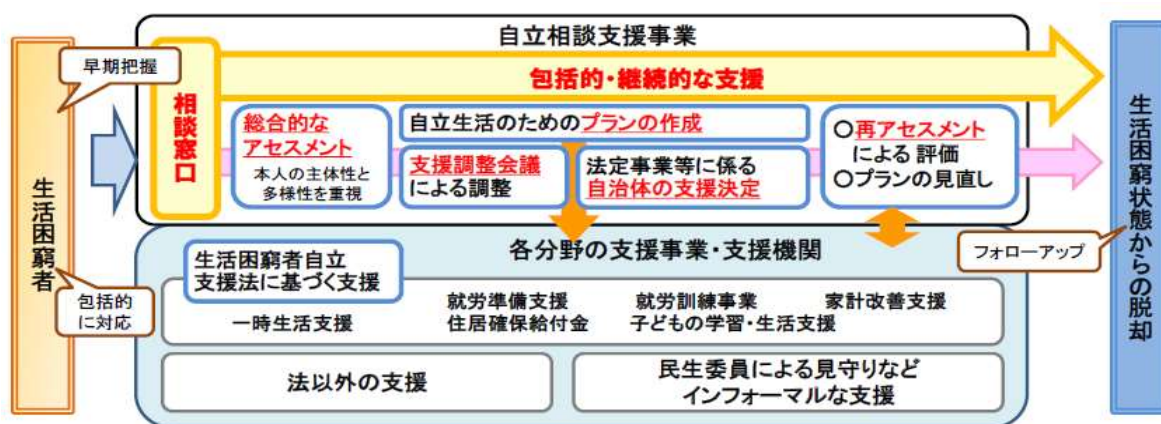 自立相談支援事業
早期把握
包括的・継続的な支援
相談窓口
総合的な
アセスメント
本人の主体性と
多様性を重視
自立生活のためのプランの作成
支援調整会議
による調整
法定事業等に係る
自治体の支援決定
〇再アセスメント
による評価
〇プランの見直し
生活困窮者
包括的
に対応
各分野の支援事業・支援機関
生活困窮者自立
支援法に基づく支援
就労準備支援 就労訓練事業 家計改善支援
一時生活支援 住居確保給付金 子どもの学習・生活支援
法以外の支援
民生委員による見守りなど
インフォーマルな支援
フォローアップ
生活困窮状態からの脱却